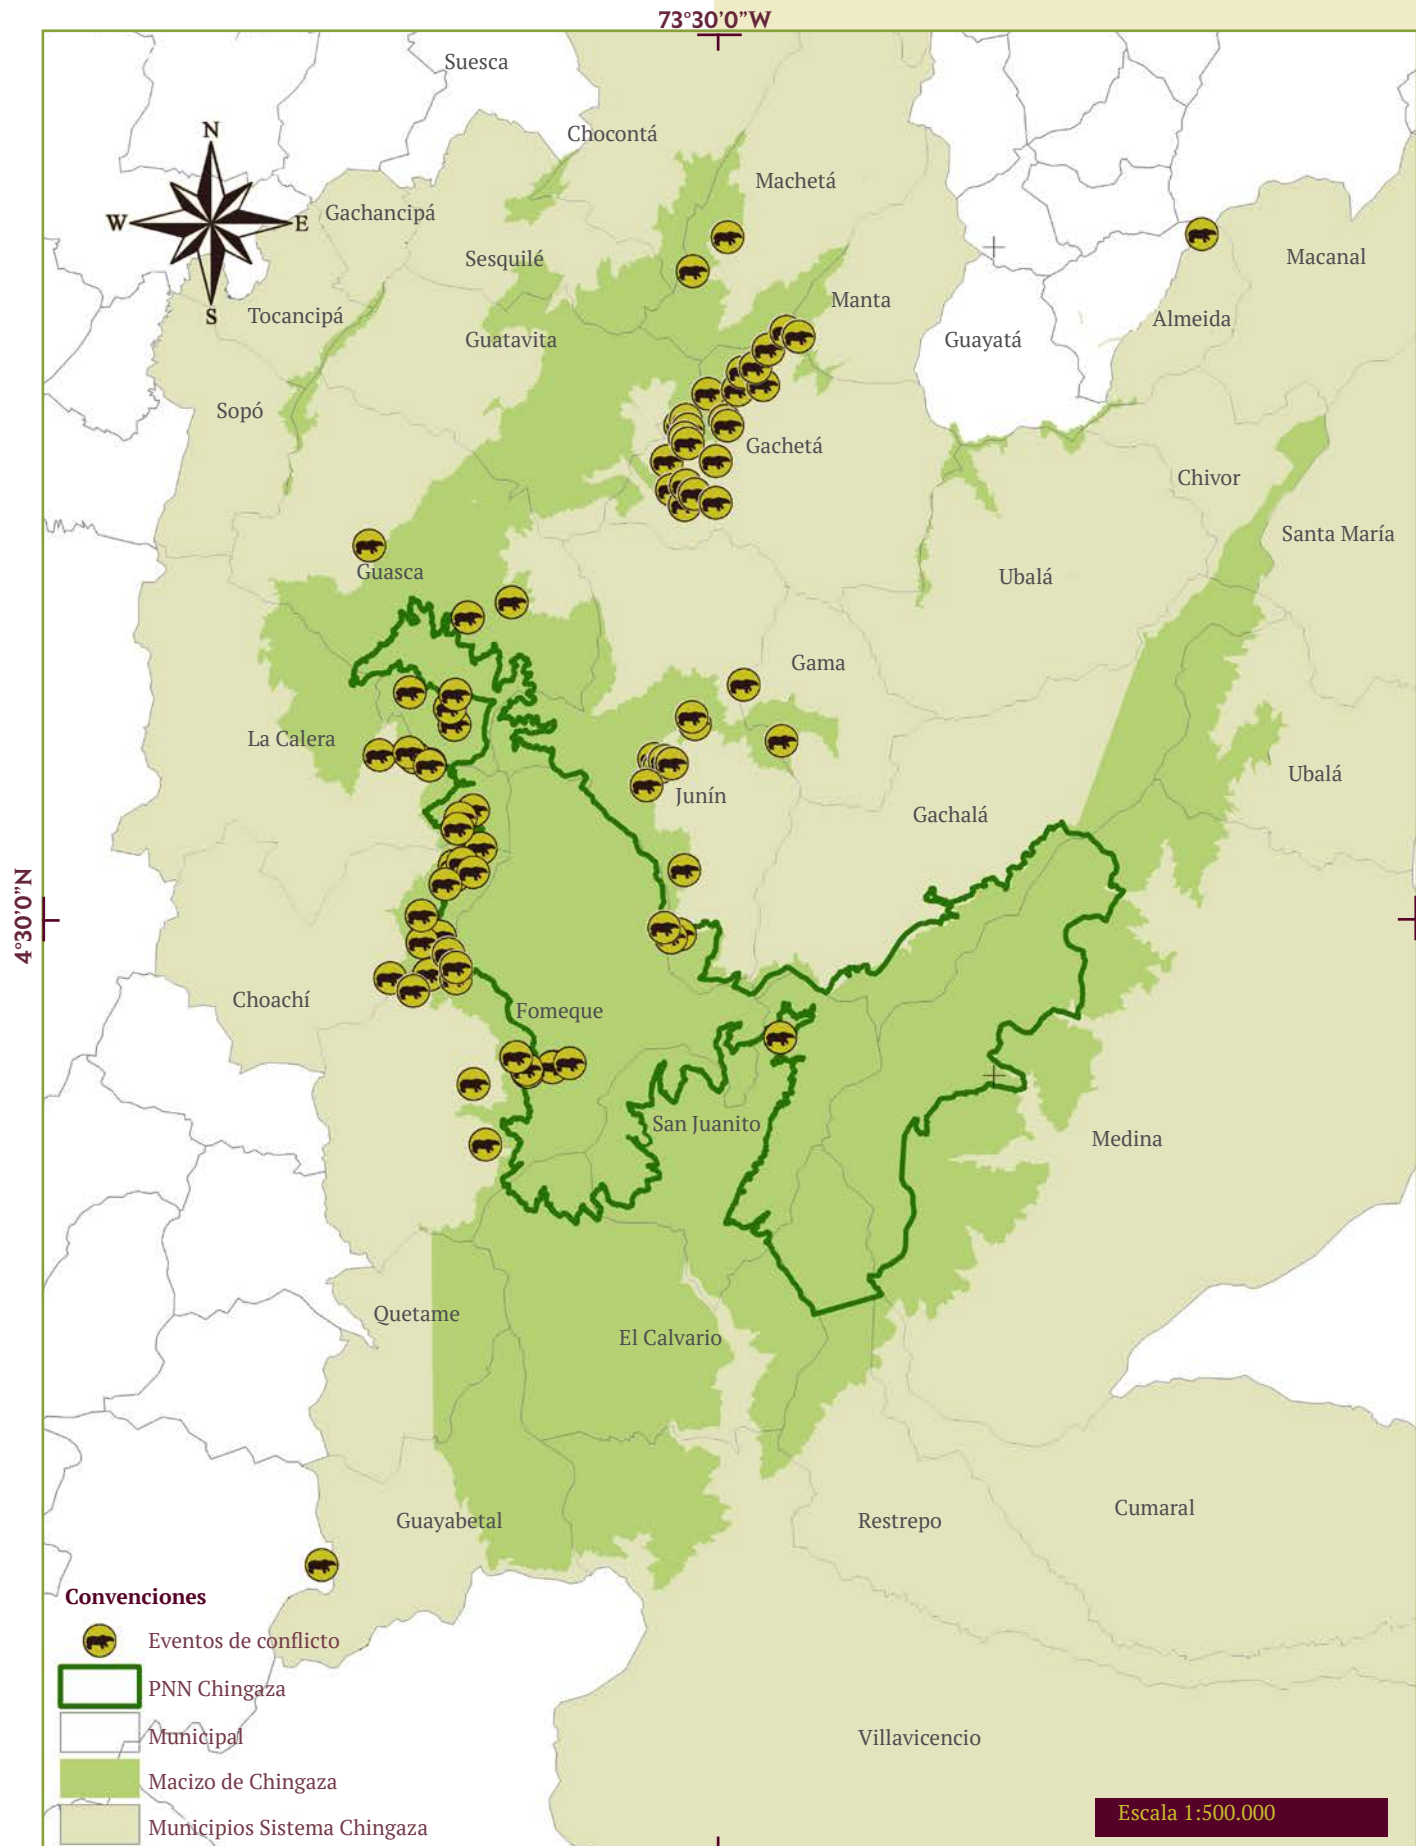 73°30'0"W
Suesca
Chocontá
N
Machetá
Gachancipá
W
E
Sesquilé
Macanal
Manta
S
Tocancipá
Almeida
Guatavita
Guayatá
Sopó
Gachetá
Chivor
Santa María
Guasca
Ubalá
Gama
La Calera
Ubalá
Junín
Gachalá
4°30'0"N
Choachí
Fomeque
San Juanito
Medina
Quetame
El Calvario
Cumaral
Guayabetal
Restrepo
Convenciones
Eventos de conflicto
PNN Chingaza
Municipal
Villavicencio
Macizo de Chingaza
Escala 1:500.000
Municipios Sistema Chingaza